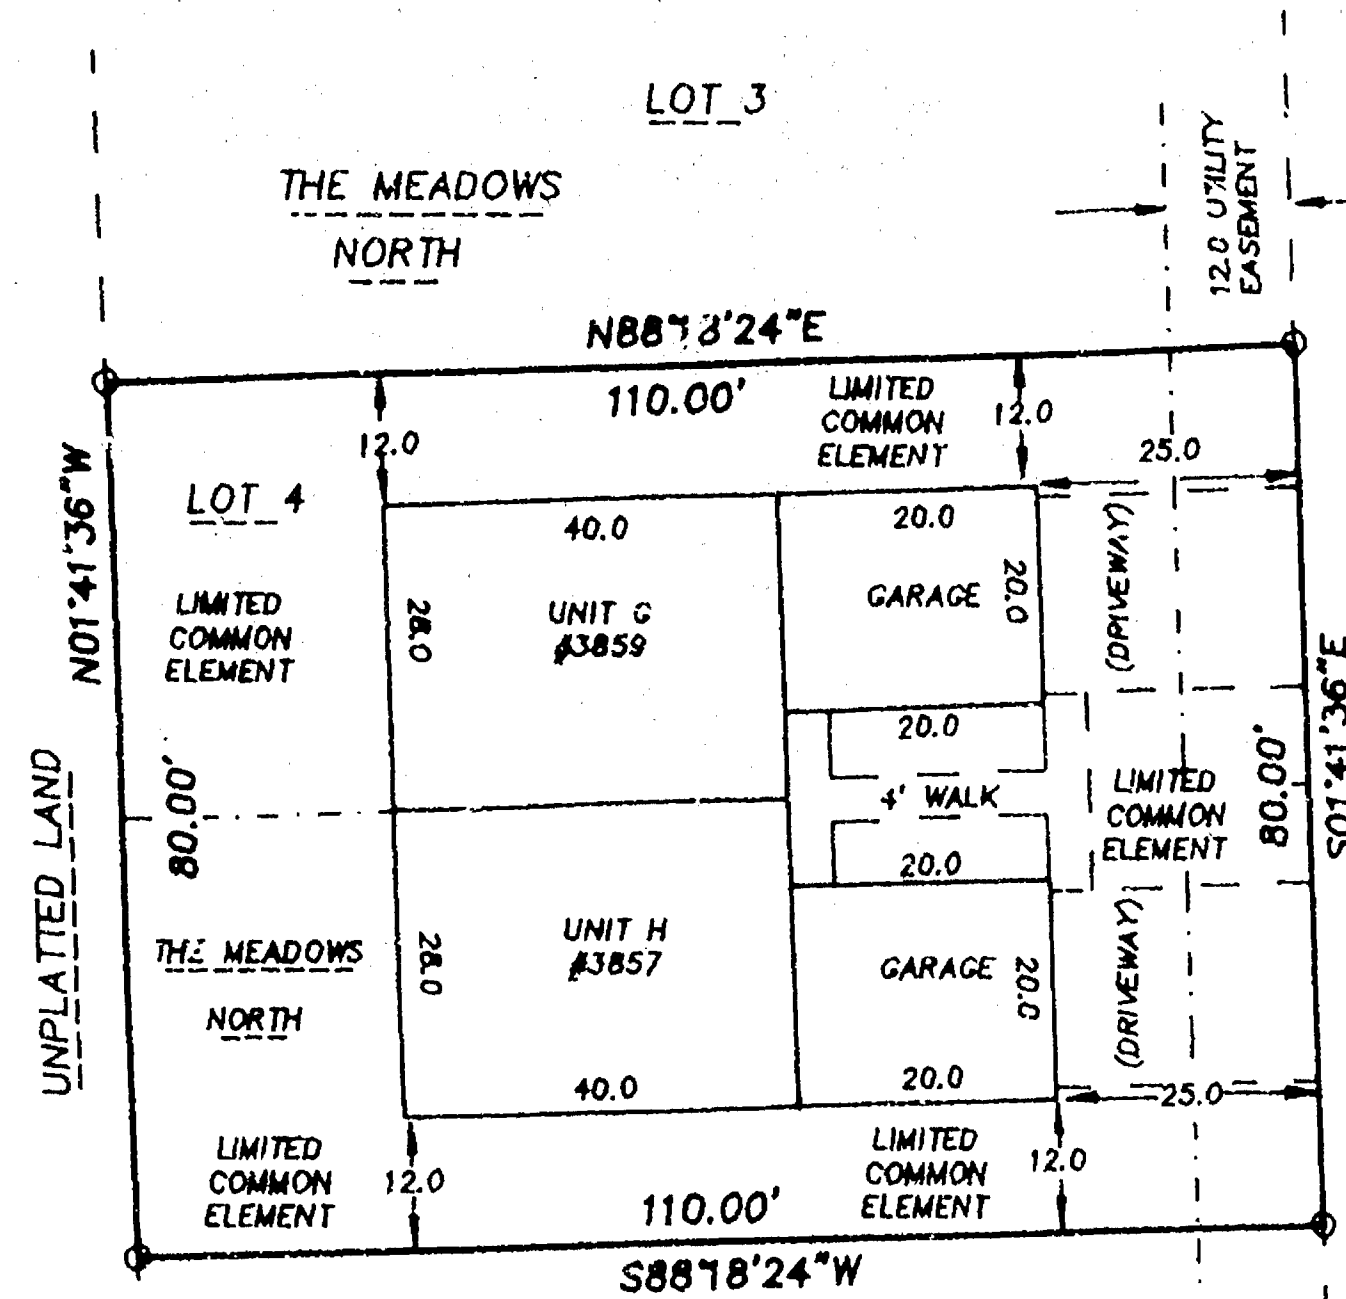 LOT 3
THE MEADOWS
NORTH
12.0 UTILITY
EASEMENT
N88°18'24"E
110.00'
LIMITED
COMMON
ELEMENT
12.0
12.0
25.0
N01°41'36"W
LOT 4
40.0
20.0
(DRIVEWAY)
LIMITED
COMMON
ELEMENT
28.0
UNIT G
#3859
GARAGE
20.0
20.0
S01°41'36"E
UNPLATTED LAND
80.00'
4' WALK
LIMITED
COMMON
ELEMENT
80.00'
20.0
THE MEADOWS
NORTH
28.0
UNIT H
#3857
GARAGE
20.0
(DRIVEWAY)
40.0
20.0
25.0
LIMITED
COMMON
ELEMENT
12.0
110.00'
LIMITED
COMMON
ELEMENT
12.0
S88°18'24"W